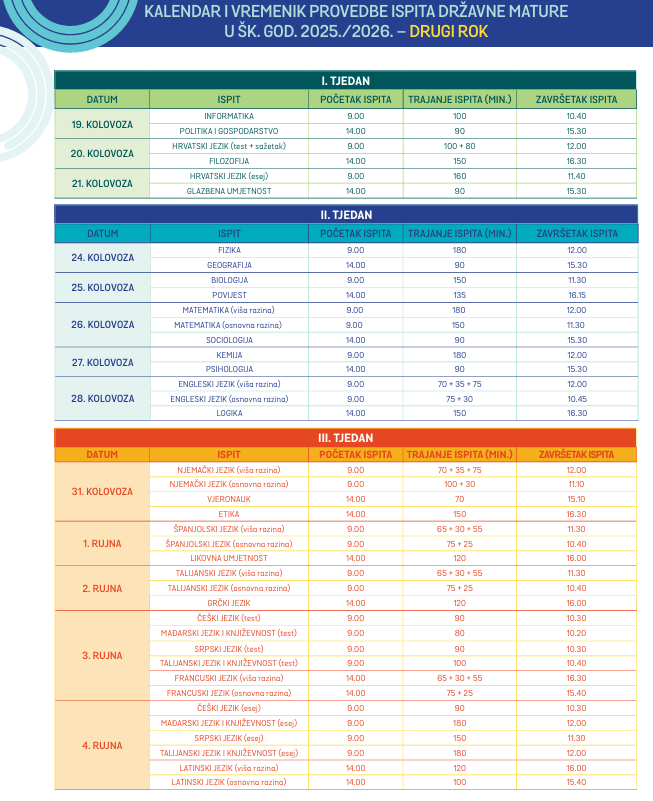 KALENDAR I VREMENIK PROVEDBE ISPITA DRŽAVNE MATURE
U ŠK. GOD. 2025./2026. – DRUGI ROK
I. TJEDAN
DATUM ISPIT POČETAK ISPITA TRAJANJE ISPITA (MIN.) ZAVRŠETAK ISPITA
19. KOLOVOZA
INFORMATIKA 9.00 100 10.40
POLITIKA I GOSPODARSTVO 14.00 90 15.30
20. KOLOVOZA
HRVATSKI JEZIK (test + sažetak) 9.00 100 + 80 12.00
FILOZOFIJA 14.00 150 16.30
21. KOLOVOZA
HRVATSKI JEZIK (esej) 9.00 160 11.40
GLAZBENA UMJETNOST 14.00 90 15.30
II. TJEDAN
DATUM ISPIT POČETAK ISPITA TRAJANJE ISPITA (MIN.) ZAVRŠETAK ISPITA
24. KOLOVOZA
FIZIKA 9.00 180 12.00
GEOGRAFIJA 14.00 90 15.30
25. KOLOVOZA
BIOLOGIJA 9.00 150 11.30
POVIJEST 14.00 135 16.15
26. KOLOVOZA
MATEMATIKA (viša razina) 9.00 180 12.00
MATEMATIKA (osnovna razina) 9.00 150 11.30
SOCIOLOGIJA 14.00 90 15.30
27. KOLOVOZA
KEMIJA 9.00 180 12.00
PSIHOLOGIJA 14.00 90 15.30
28. KOLOVOZA
ENGLESKI JEZIK (viša razina) 9.00 70 + 35 + 75 12.00
ENGLESKI JEZIK (osnovna razina) 9.00 75 + 30 10.45
LOGIKA 14.00 150 16.30
III. TJEDAN
DATUM ISPIT POČETAK ISPITA TRAJANJE ISPITA (MIN.) ZAVRŠETAK ISPITA
31. KOLOVOZA
NJEMAČKI JEZIK (viša razina) 9.00 70 + 35 + 75 12.00
NJEMAČKI JEZIK (osnovna razina) 9.00 100 + 30 11.10
VJERONAUK 14.00 70 15.10
ETIKA 14.00 150 16.30
1. RUJNA
ŠPANJOLSKI JEZIK (viša razina) 9.00 65 + 30 + 55 11.30
ŠPANJOLSKI JEZIK (osnovna razina) 9.00 75 + 25 10.40
LIKOVNA UMJETNOST 14.00 120 16.00
2. RUJNA
TALIJANSKI JEZIK (viša razina) 9.00 65 + 30 + 55 11.30
TALIJANSKI JEZIK (osnovna razina) 9.00 75 + 25 10.40
GRČKI JEZIK 14.00 120 16.00
3. RUJNA
ČEŠKI JEZIK (test) 9.00 90 10.30
MAĐARSKI JEZIK I KNJIŽEVNOST (test) 9.00 80 10.20
SRPSKI JEZIK (test) 9.00 90 10.30
TALIJANSKI JEZIK I KNJIŽEVNOST (test) 9.00 100 10.40
FRANCUSKI JEZIK (viša razina) 14.00 65 + 30 + 55 16.30
FRANCUSKI JEZIK (osnovna razina) 14.00 75 + 25 15.40
4. RUJNA
ČEŠKI JEZIK (esej) 9.00 90 10.30
MAĐARSKI JEZIK I KNJIŽEVNOST (esej) 9.00 180 12.00
SRPSKI JEZIK (esej) 9.00 150 11.30
TALIJANSKI JEZIK I KNJIŽEVNOST (esej) 9.00 180 12.00
LATINSKI JEZIK (viša razina) 14.00 120 16.00
LATINSKI JEZIK (osnovna razina) 14.00 100 15.40